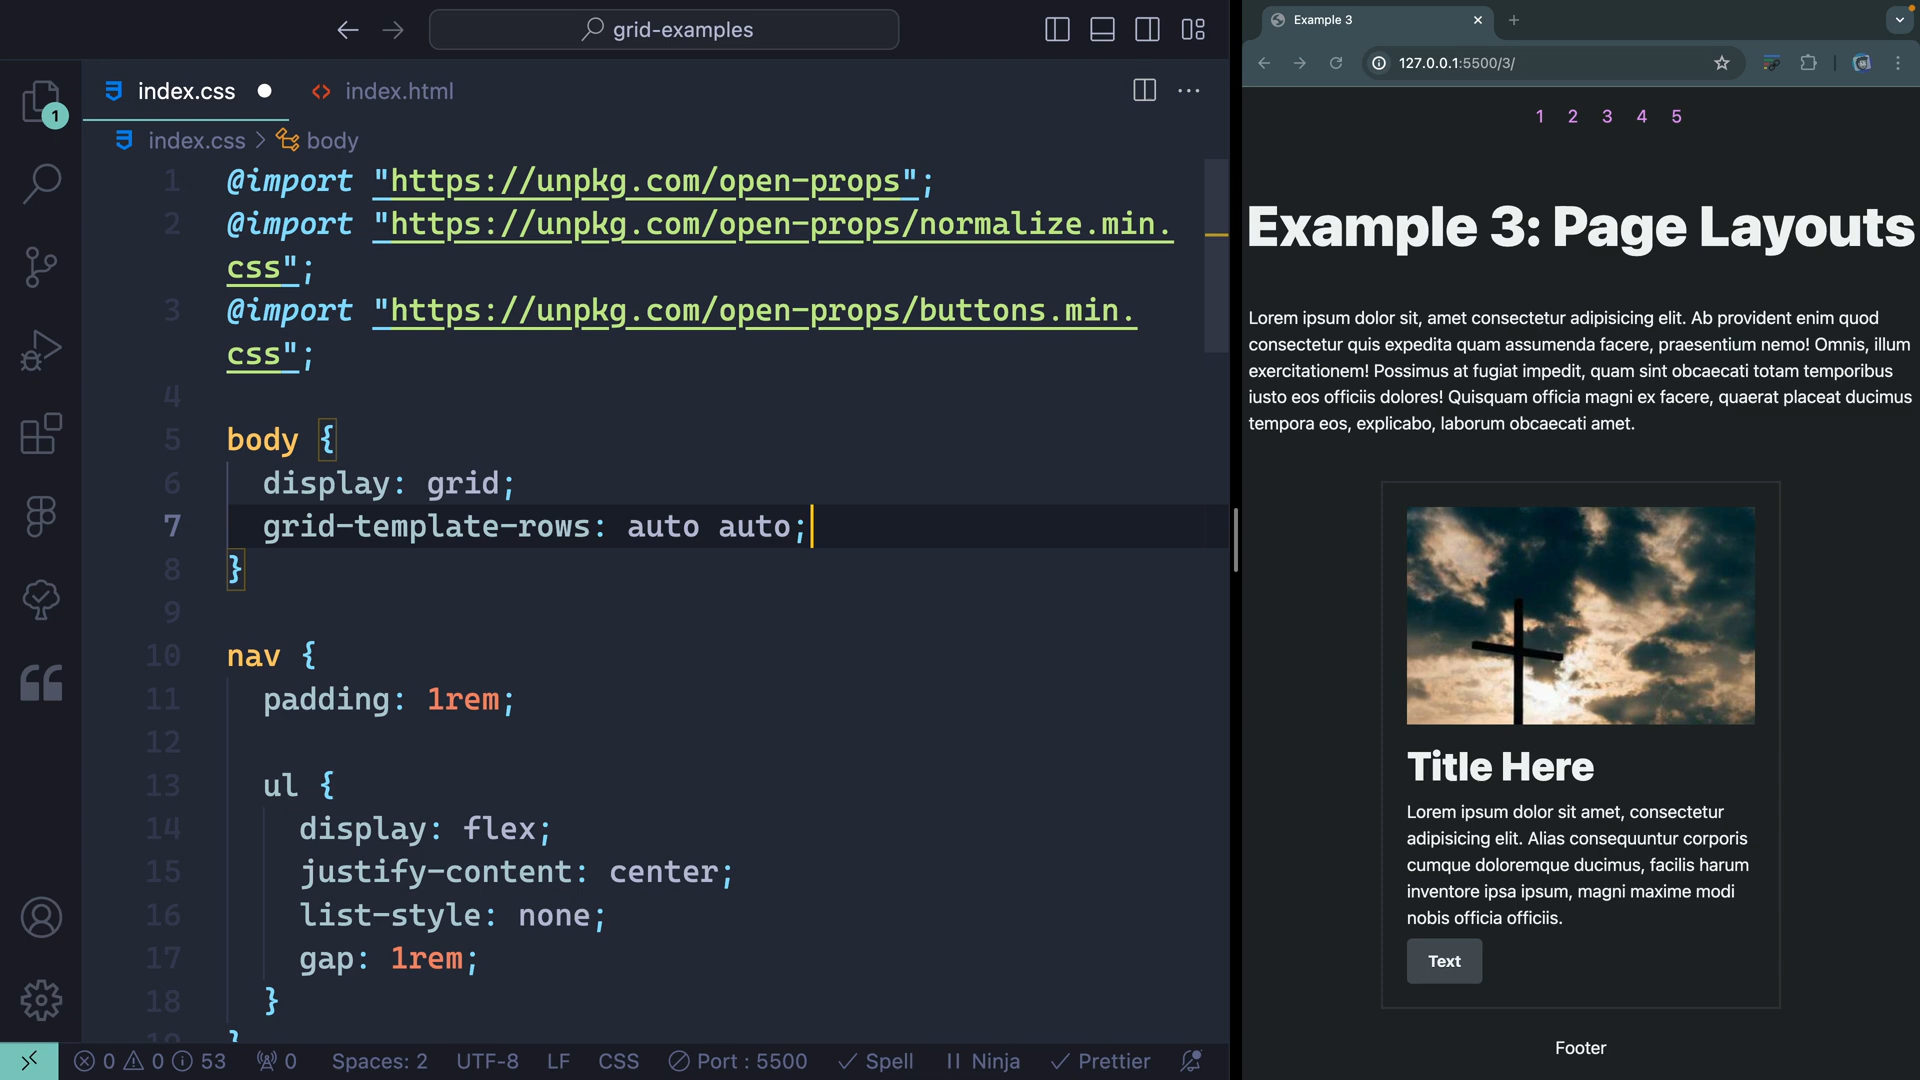 grid-examples
index.css
index.html
index.css > body
1
1 @import "https://unpkg.com/open-props";
2 @import "https://unpkg.com/open-props/normalize.min.
css";
3 @import "https://unpkg.com/open-props/buttons.min.
css";
4
5 body {
6 display: grid;
7 grid-template-rows: auto auto;
8 }
9
10 nav {
11 padding: 1rem;
12
13 ul {
14 display: flex;
15 justify-content: center;
16 list-style: none;
17 gap: 1rem;
18 }
0 0 53 0 Spaces: 2 UTF-8 LF CSS Port : 5500 Spell Ninja Prettier
Example 3
127.0.0.1:5500/3/
1 2 3 4 5
Example 3: Page Layouts
Lorem ipsum dolor sit, amet consectetur adipisicing elit. Ab provident enim quod
consectetur quis expedita quam assumenda facere, praesentium nemo! Omnis, illum
exercitationem! Possimus at fugiat impedit, quam sint obcaecati totam temporibus
iusto eos officiis dolores! Quisquam officia magni ex facere, quaerat placeat ducimus
tempora eos, explicabo, laborum obcaecati amet.
Title Here
Lorem ipsum dolor sit amet, consectetur
adipisicing elit. Alias consequuntur corporis
cumque doloremque ducimus, facilis harum
inventore ipsa ipsum, magni maxime modi
nobis officia officiis.
Text
Footer